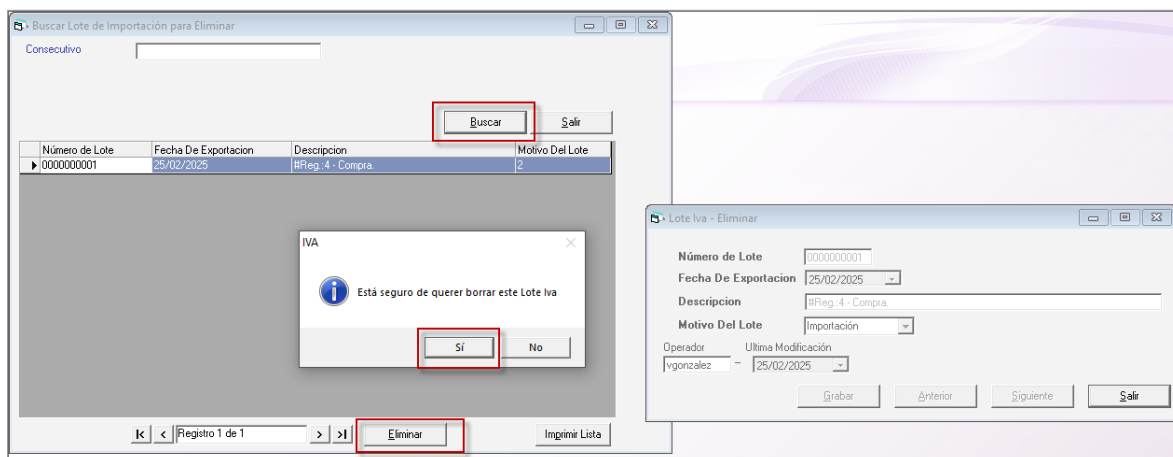 Buscar Lote de Importación para Eliminar
Consecutivo
Buscar Salir
Número de Lote Fecha De Exportacion Descripcion Motivo Del Lote
0000000001 25/02/2025 #Reg.:4 - Compra. 2
IVA
Está seguro de querer borrar este Lote Iva
Sí No
Registro 1 de 1 Eliminar Imprimir Lista
Lote Iva - Eliminar
Número de Lote 0000000001
Fecha De Exportacion 25/02/2025
Descripcion #Reg.:4 - Compra.
Motivo Del Lote Importación
Operador Ultima Modificación
vgonzalez - 25/02/2025
Grabar Anterior Siguiente Salir